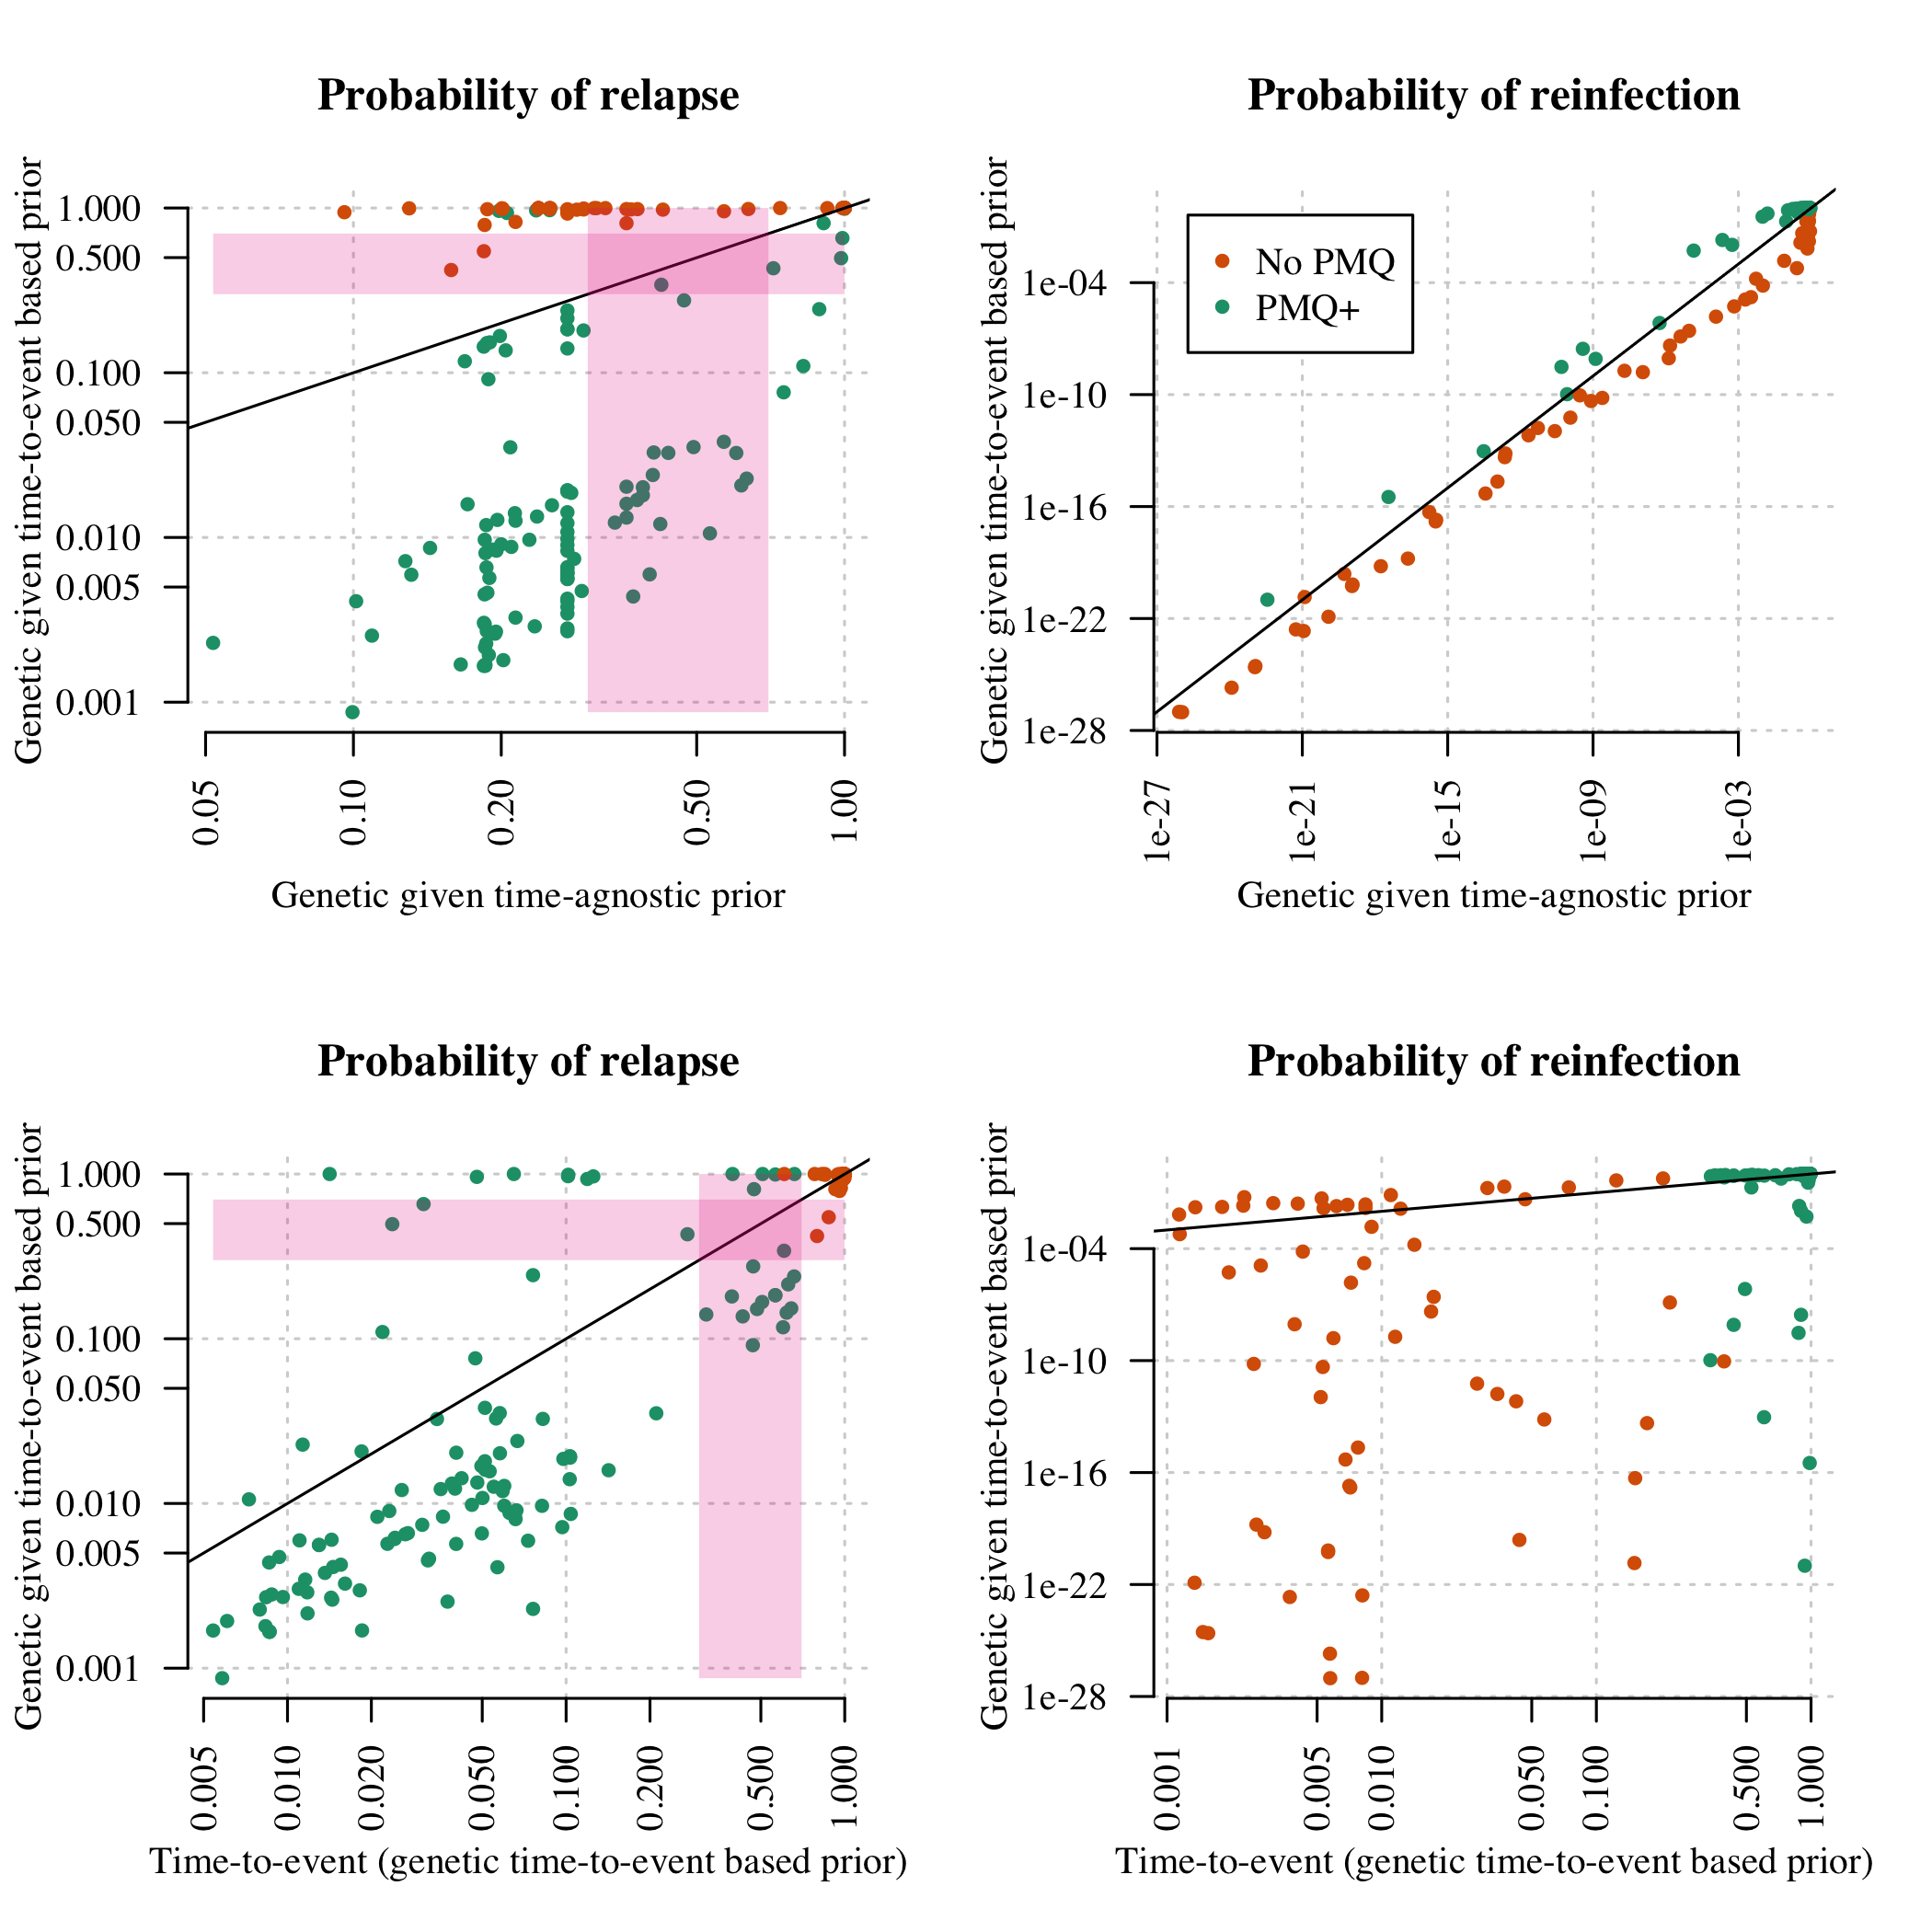 Probability of relapse
Genetic given time-to-event based prior
1.000
0.500
0.100
0.050
0.010
0.005
0.001
0.05
0.10
0.20
0.50
1.00
Genetic given time-agnostic prior
Probability of reinfection
Genetic given time-to-event based prior
No PMQ
PMQ+
1e-04
1e-10
1e-16
1e-22
1e-28
1e-27
1e-21
1e-15
1e-09
1e-03
Genetic given time-agnostic prior
Probability of relapse
Genetic given time-to-event based prior
1.000
0.500
0.100
0.050
0.010
0.005
0.001
0.005
0.010
0.020
0.050
0.100
0.200
0.500
1.000
Time-to-event (genetic time-to-event based prior)
Probability of reinfection
Genetic given time-to-event based prior
1e-04
1e-10
1e-16
1e-22
1e-28
0.001
0.005
0.010
0.050
0.100
0.500
1.000
Time-to-event (genetic time-to-event based prior)